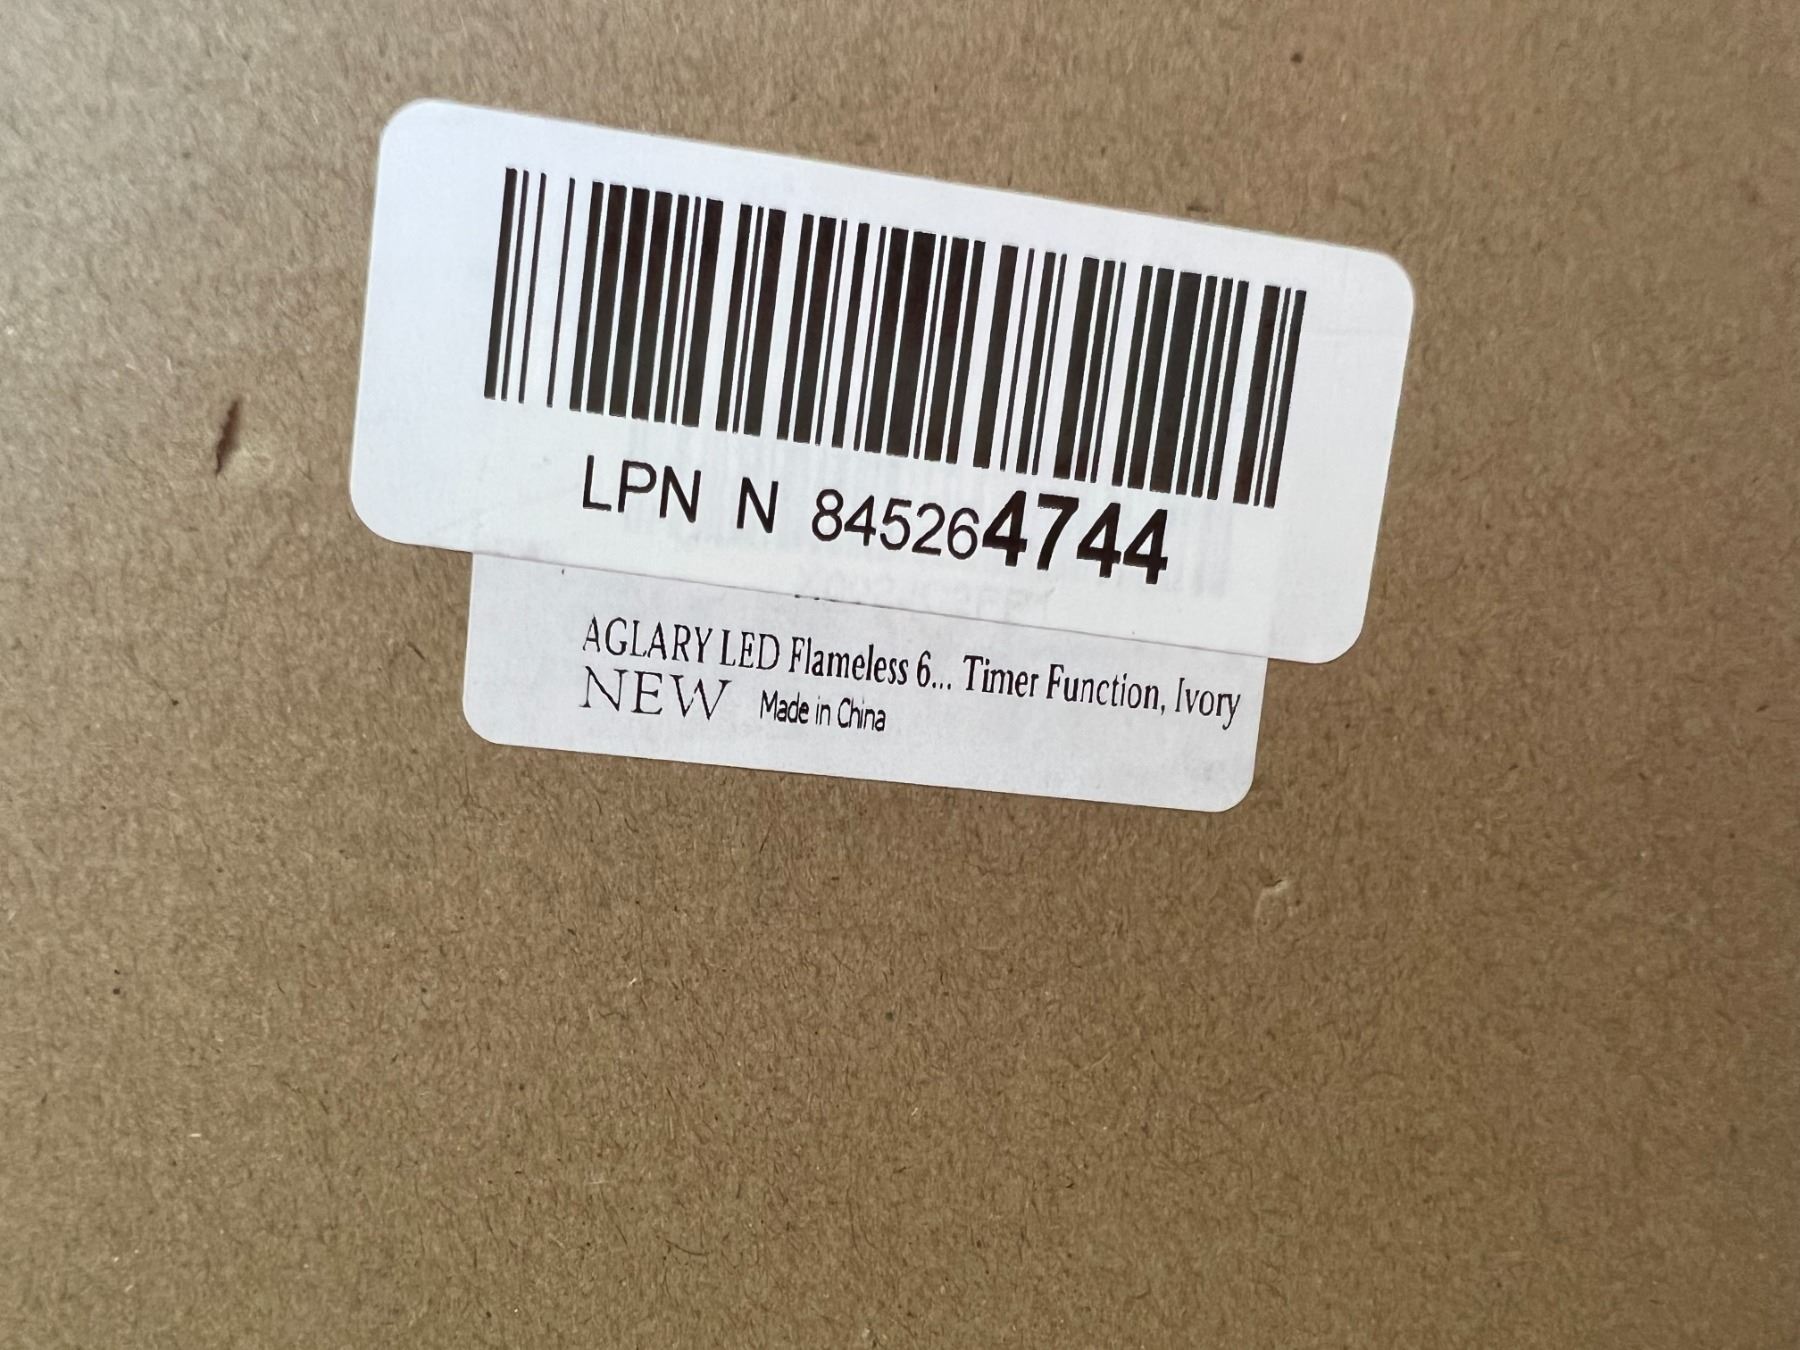 LPN N 845264744
AGLARY LED Flameless 6... Timer Function, Ivory
NEW Made in China